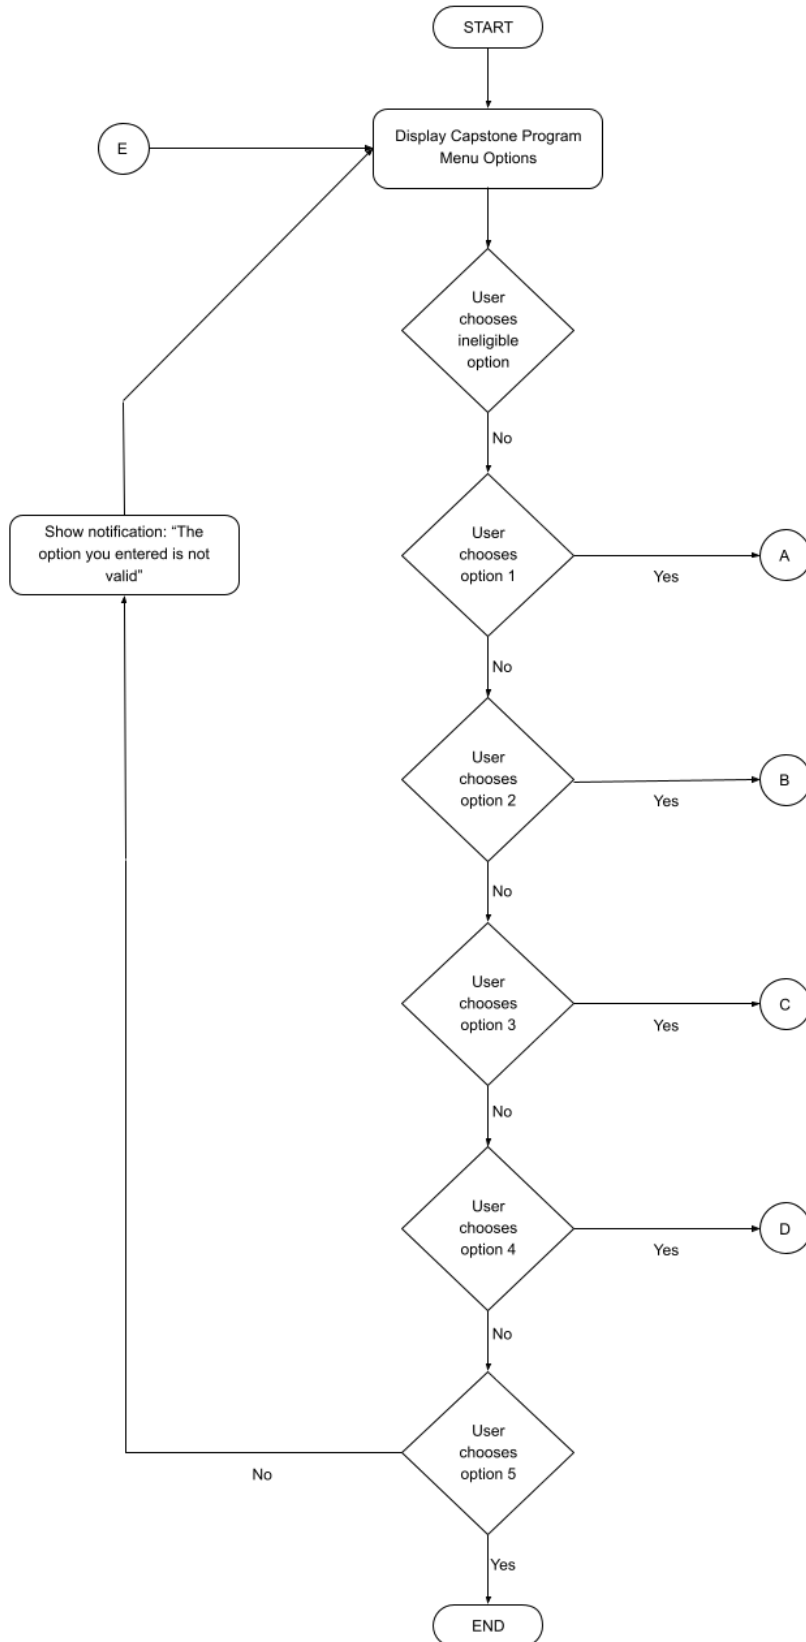 START
E
Display Capstone Program
Menu Options
User
chooses
ineligible
option
No
Show notification: “The
option you entered is not
valid”
User
chooses
option 1
Yes
A
No
User
chooses
option 2
Yes
B
No
User
chooses
option 3
Yes
C
No
User
chooses
option 4
Yes
D
No
User
chooses
option 5
No
Yes
END